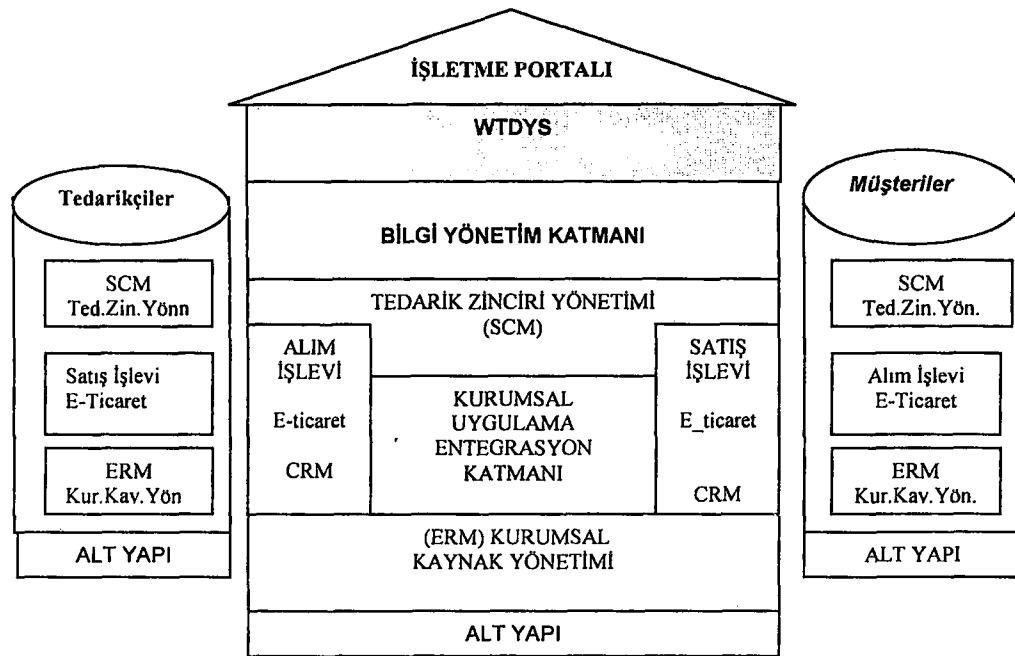 İŞLETME PORTALI
WTDYS
BİLGİ YÖNETİM KATMANI
TEDARİK ZİNCİRİ YÖNETİMİ
(SCM)
ALIM
İŞLEVİ
E-ticaret
CRM
KURUMSAL
UYGULAMA
ENTEGRASYON
KATMANI
SATIŞ
İŞLEVİ
E_ticaret
CRM
(ERM) KURUMSAL
KAYNAK YÖNETİMİ
ALT YAPI
Tedarikçiler
SCM
Ted.Zin.Yönn
Satış İşlevi
E-Ticaret
ERM
Kur.Kav.Yön
ALT YAPI
Müşteriler
SCM
Ted.Zin.Yön.
Alım İşlevi
E-Ticaret
ERM
Kur.Kav.Yön.
ALT YAPI